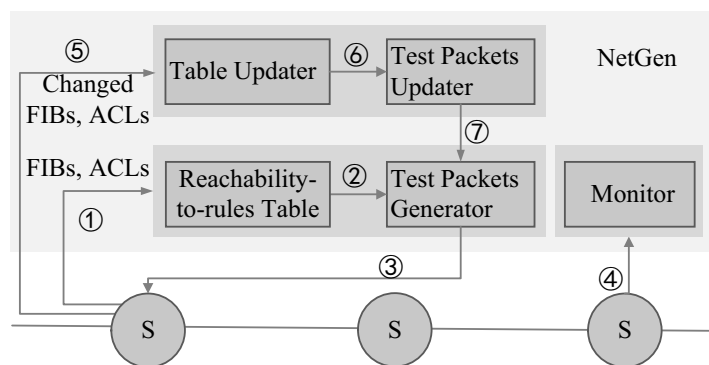 ⑤
Table Updater
⑥
Test Packets
Updater
NetGen
Changed
FIBs, ACLs
⑦
FIBs, ACLs
①
Reachability-
to-rules Table
②
Test Packets
Generator
Monitor
③
④
S
S
S